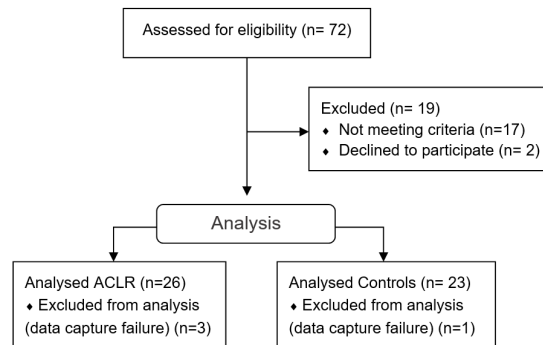 Assessed for eligibility (n= 72)
Excluded (n= 19)
♦ Not meeting criteria (n=17)
♦ Declined to participate (n= 2)
Analysis
Analysed ACLR (n=26)
♦ Excluded from analysis
(data capture failure) (n=3)
Analysed Controls (n= 23)
♦ Excluded from analysis
(data capture failure) (n=1)